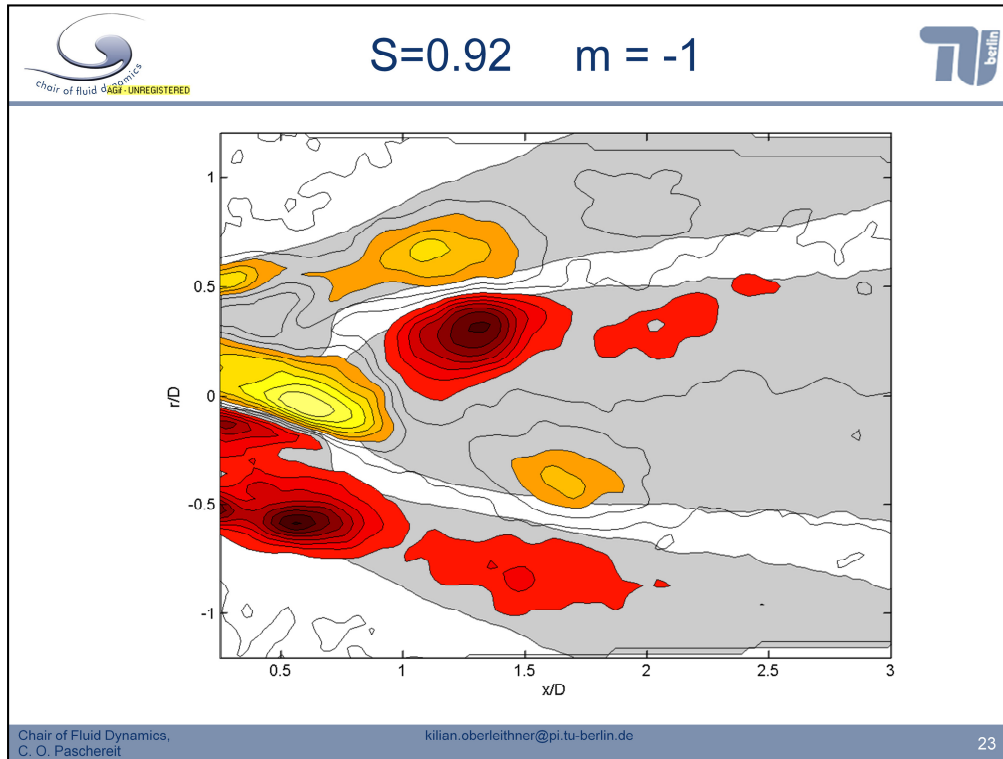 S=0.92 m = -1
chair of fluid dynamics
AGif - UNREGISTERED
TU berlin
1
0.5
0
-0.5
-1
r/D
0.5 1 1.5 2 2.5 3
x/D
Chair of Fluid Dynamics,
C. O. Paschereit
kilian.oberleithner@pi.tu-berlin.de
23